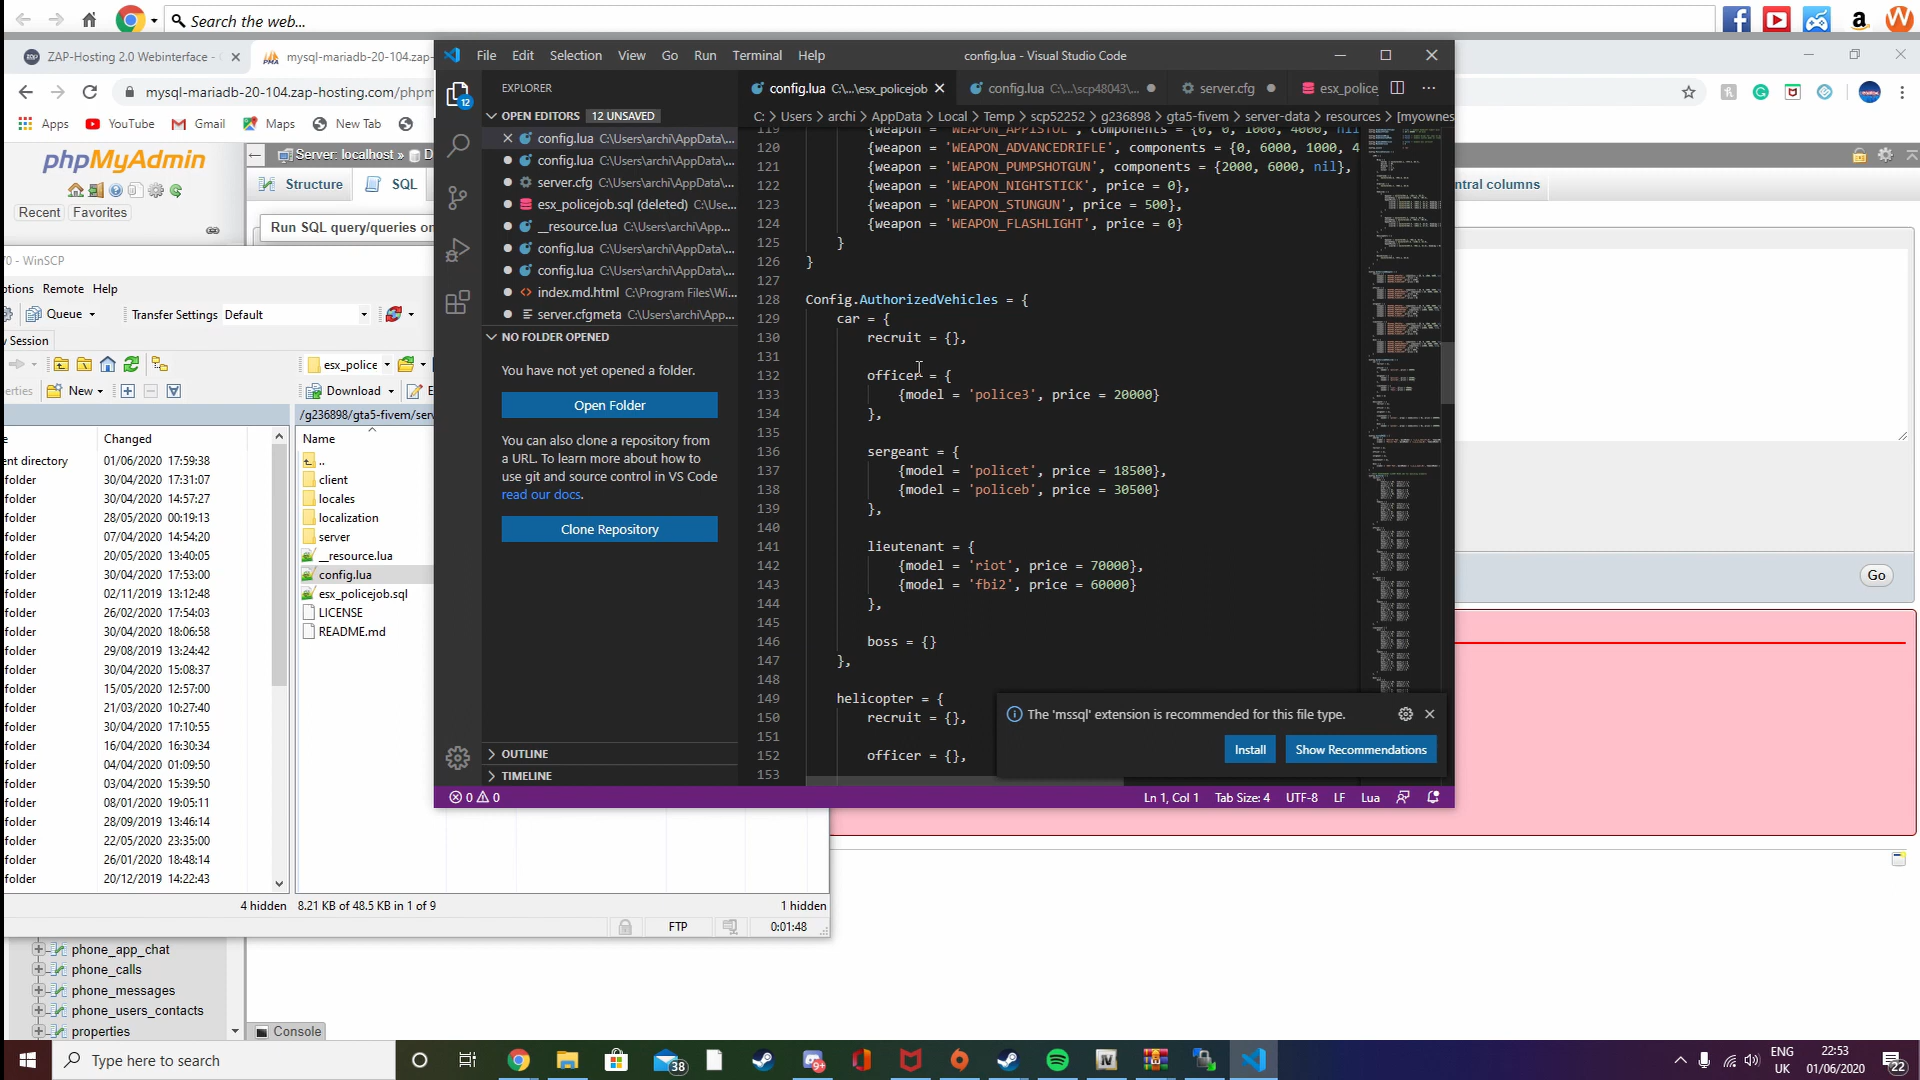 Search the web...
ZAP-Hosting 2.0 Webinterface -
mysql-mariadb-20-104.zap-
mysql-mariadb-20-104.zap-hosting.com/phpm
Apps
YouTube
Gmail
Maps
New Tab
phpMyAdmin
Recent
Favorites
Server: localhost »
Structure
SQL
Run SQL query/queries on
ntral columns
Go
Console
phone_app_chat
phone_calls
phone_messages
phone_users_contacts
properties
70 - WinSCP
ptions Remote Help
Queue
Transfer Settings Default
ew Session
esx_police
erties
New
Download
E
/g236898/gta5-fivem/serv
e
Changed
Name
ent directory 01/06/2020 17:59:38
folder 30/04/2020 17:31:07
folder 30/04/2020 14:57:27
folder 28/05/2020 00:19:13
folder 07/04/2020 14:54:20
folder 20/05/2020 13:40:05
folder 30/04/2020 17:53:00
folder 02/11/2019 13:12:48
folder 26/02/2020 17:54:03
folder 30/04/2020 18:06:58
folder 29/08/2019 13:24:42
folder 30/04/2020 15:08:37
folder 15/05/2020 12:57:00
folder 21/03/2020 10:27:40
folder 30/04/2020 17:10:55
folder 16/04/2020 16:30:34
folder 04/04/2020 01:09:50
folder 03/04/2020 15:39:50
folder 08/01/2020 19:05:11
folder 28/09/2019 13:46:14
folder 22/05/2020 23:35:00
folder 26/01/2020 18:48:14
folder 20/12/2019 14:22:43
..
client
locales
localization
server
__resource.lua
config.lua
esx_policejob.sql
LICENSE
README.md
4 hidden
8.21 KB of 48.5 KB in 1 of 9
1 hidden
FTP
0:01:48
File Edit Selection View Go Run Terminal Help
config.lua - Visual Studio Code
EXPLORER
OPEN EDITORS 12 UNSAVED
config.lua C:\Users\archi\AppData\...
config.lua C:\Users\archi\AppData\...
server.cfg C:\Users\archi\AppData\...
esx_policejob.sql (deleted) C:\Use...
__resource.lua C:\Users\archi\App...
config.lua C:\Users\archi\AppData\...
config.lua C:\Users\archi\AppData\...
index.md.html C:\Program Files\Wi...
server.cfgmeta C:\Users\archi\App...
NO FOLDER OPENED
You have not yet opened a folder.
Open Folder
You can also clone a repository from
a URL. To learn more about how to
use git and source control in VS Code
read our docs.
Clone Repository
OUTLINE
TIMELINE
12
config.lua C:\...\esx_policejob
config.lua C:\...\scp48043\...
server.cfg
esx_police
C: > Users > archi > AppData > Local > Temp > scp52252 > g236898 > gta5-fivem > server-data > resources > [myownes
119 {weapon = 'WEAPON_APPISTOL', components = {0, 0, 1000, 4000, nil
120 {weapon = 'WEAPON_ADVANCEDRIFLE', components = {0, 6000, 1000, 4
121 {weapon = 'WEAPON_PUMPSHOTGUN', components = {2000, 6000, nil},
122 {weapon = 'WEAPON_NIGHTSTICK', price = 0},
123 {weapon = 'WEAPON_STUNGUN', price = 500},
124 {weapon = 'WEAPON_FLASHLIGHT', price = 0}
125 }
126 }
127
128 Config.AuthorizedVehicles = {
129 car = {
130 recruit = {},
131
132 officer = {
133 {model = 'police3', price = 20000}
134 },
135
136 sergeant = {
137 {model = 'policet', price = 18500},
138 {model = 'policeb', price = 30500}
139 },
140
141 lieutenant = {
142 {model = 'riot', price = 70000},
143 {model = 'fbi2', price = 60000}
144 },
145
146 boss = {}
147 },
148
149 helicopter = {
150 recruit = {},
151
152 officer = {},
153
The 'mssql' extension is recommended for this file type.
Install
Show Recommendations
0 0
Ln 1, Col 1 Tab Size: 4 UTF-8 LF Lua
Type here to search
38
9+
ENG
UK
22:53
01/06/2020
22